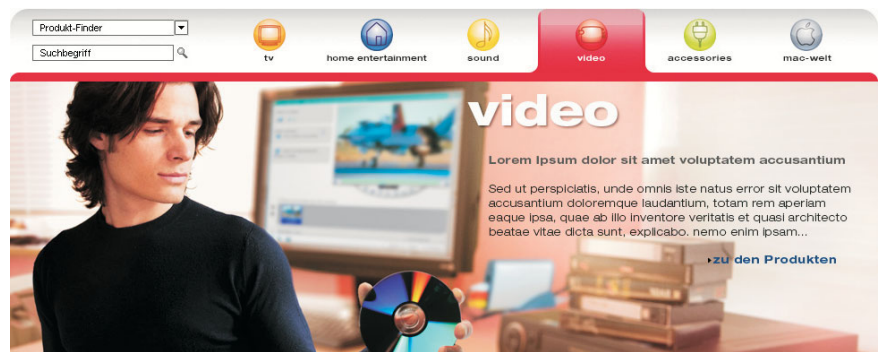 Produkt-Finder
Suchbegriff
tv
home entertainment
sound
video
accessories
mac-welt
video
Lorem Ipsum dolor sit amet voluptatem accusantium
Sed ut perspiciatis, unde omnis iste natus error sit voluptatem
accusantium doloremque laudantium, totam rem aperiam
eaque ipsa, quae ab illo inventore veritatis et quasi architecto
beatae vitae dicta sunt, explicabo. nemo enim ipsam...
zu den Produkten